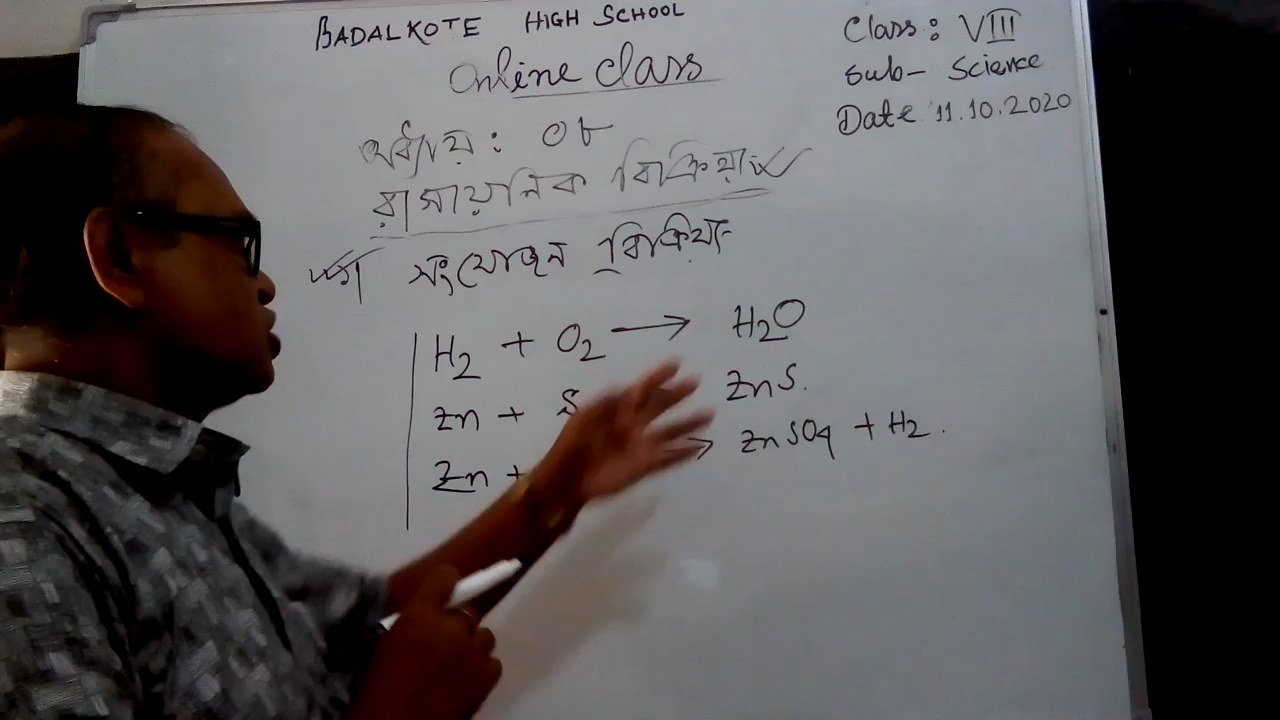 BADALKOTE HIGH SCHOOL
Online class
Class: VIII
Sub- Science
Date 11.10.2020
অধ্যায়: ০৮
রাসায়নিক বিক্রিয়া
সংযোজন বিক্রিয়া-
H2 + O2 → H2O
Zn + S ZnS.
Zn + → ZnSO4 + H2.